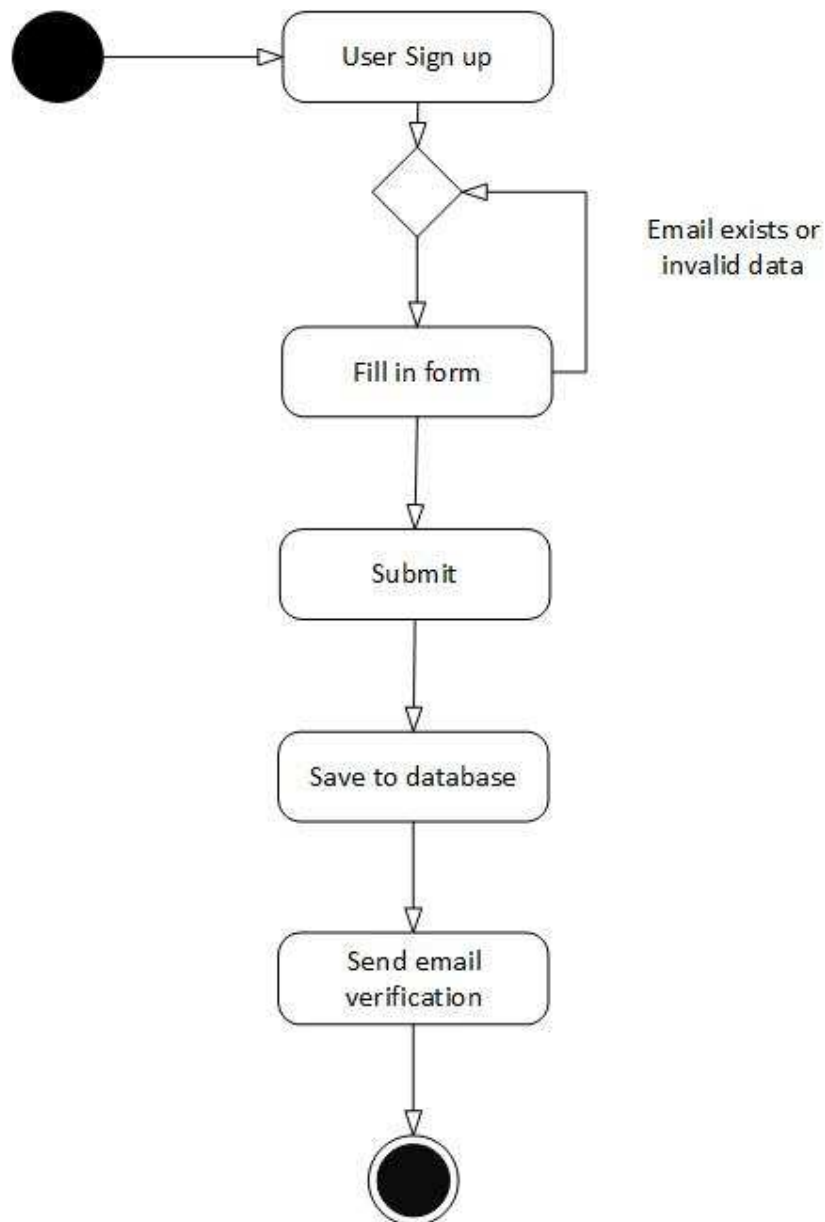 User Sign up
Email exists or
invalid data
Fill in form
Submit
Save to database
Send email
verification